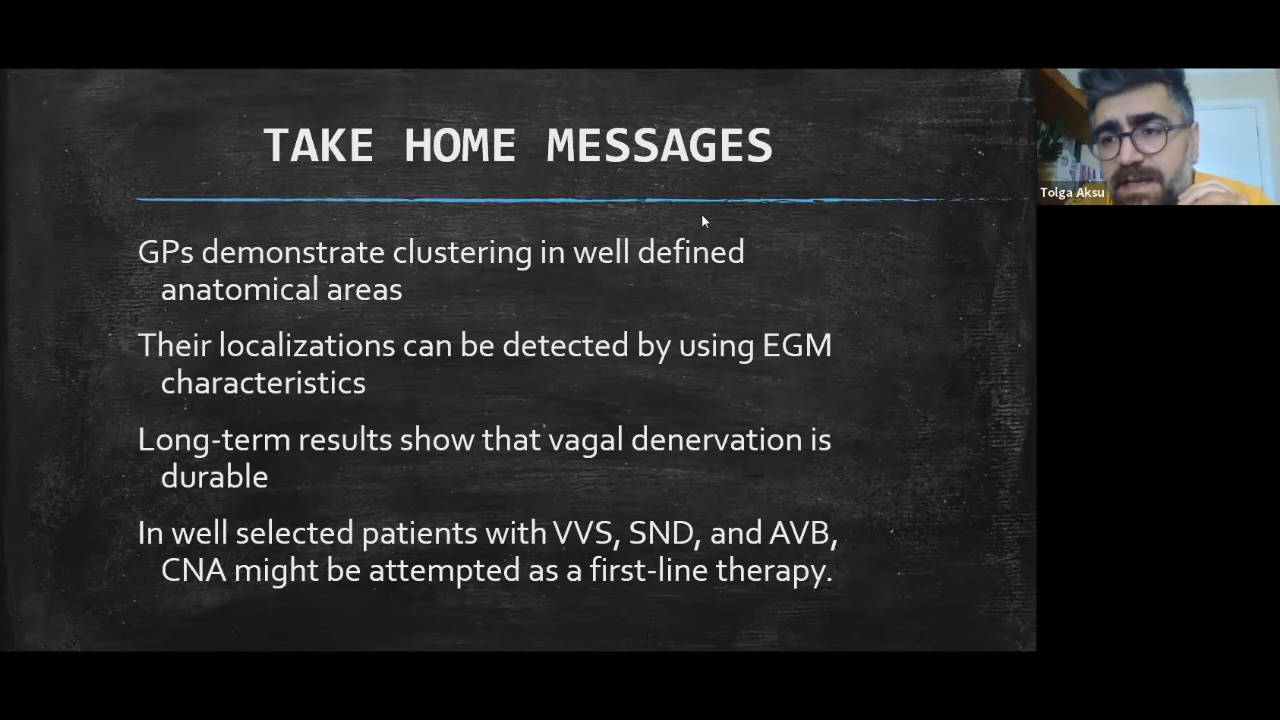 TAKE HOME MESSAGES
GPs demonstrate clustering in well defined
anatomical areas
Their localizations can be detected by using EGM
characteristics
Long-term results show that vagal denervation is
durable
In well selected patients with VVS, SND, and AVB,
CNA might be attempted as a first-line therapy.
Tolga Aksu